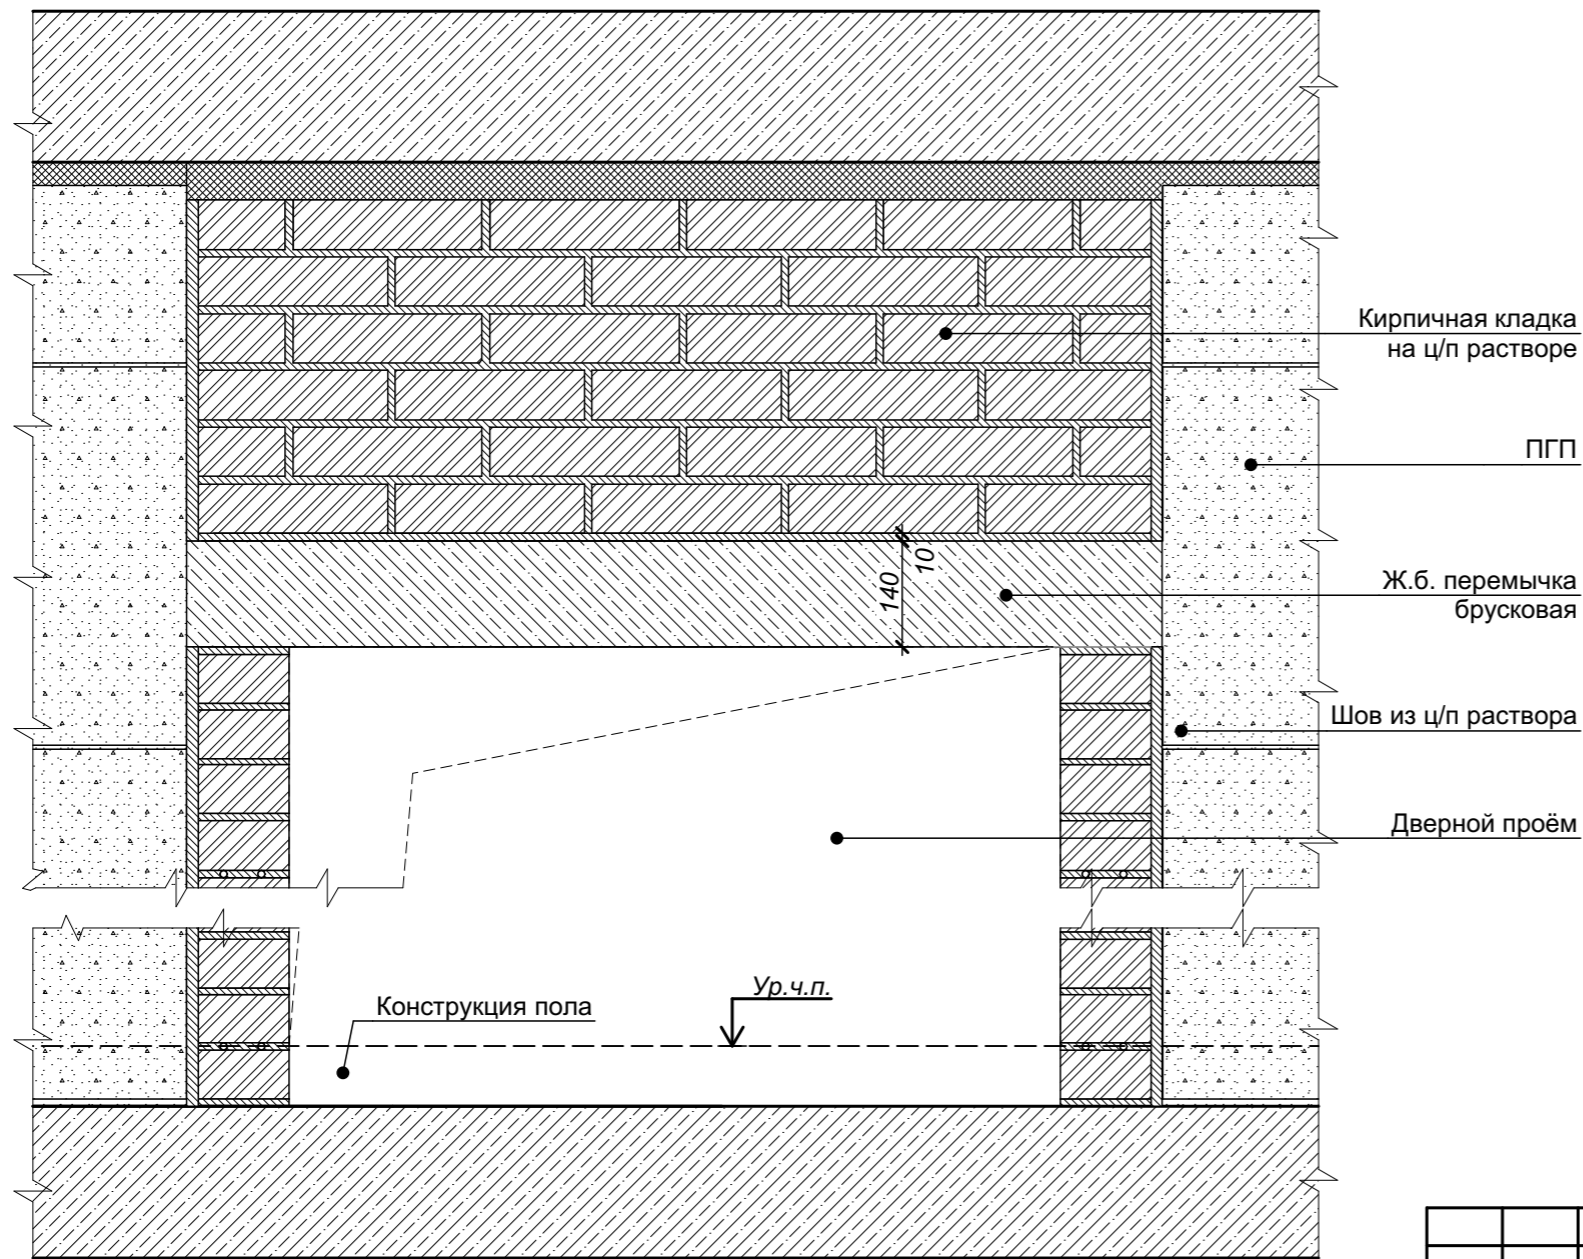 Кирпичная кладка
на ц/п растворе
ПГП
10
140
Ж.б. перемычка
брусковая
Шов из ц/п раствора
Дверной проём
Ур.ч.п.
Конструкция пола